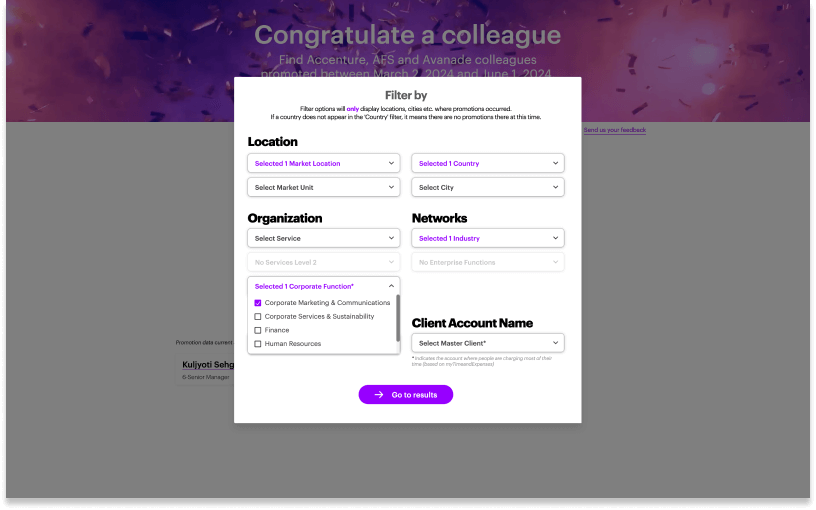 Congratulate a colleague
Find Accenture, AFS and Avanade colleagues
promoted between March 2, 2024 and June 1, 2024
Send us your feedback
Filter by
Filter options will only display locations, cities etc. where promotions occurred.
If a country does not appear in the 'Country' filter, it means there are no promotions there at this time.
Location
Selected 1 Market Location
Selected 1 Country
Select Market Unit
Select City
Organization
Networks
Select Service
Selected 1 Industry
No Services Level 2
No Enterprise Functions
Selected 1 Corporate Function*
Corporate Marketing & Communications
Corporate Services & Sustainability
Finance
Human Resources
Client Account Name
Select Master Client*
*Indicates the account where people are charging most of their
time (based on myTimeandExpenses)
Promotion data current
Kuljyoti Sehg
6-Senior Manager
Go to results